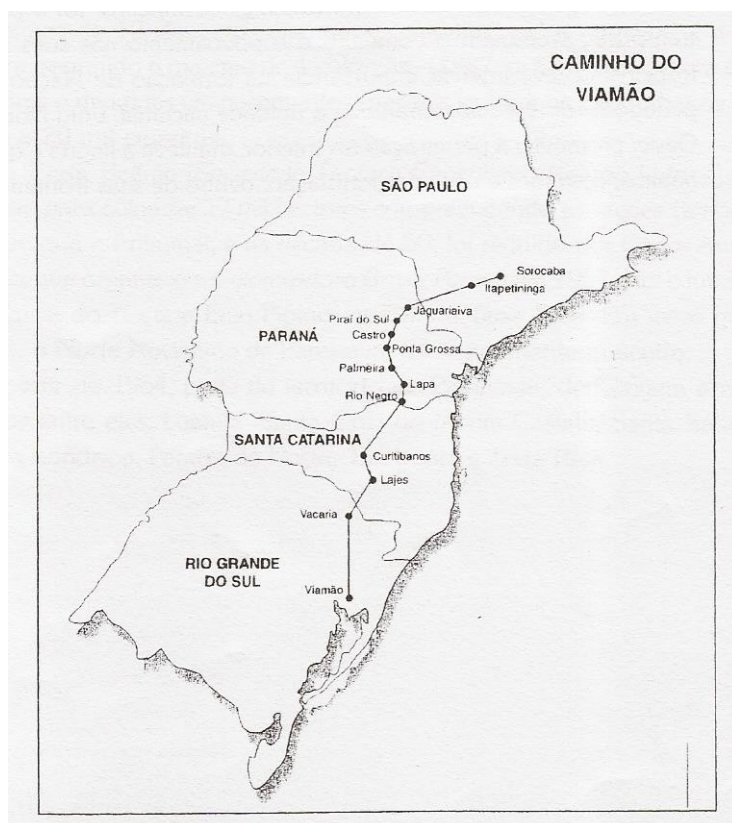 CAMINHO DO
VIAMÃO
SÃO PAULO
Sorocaba
Itapetininga
Jaguariaiva
Piraí do Sul
Castro
PARANÁ
Ponta Grossa
Palmeira
Lapa
Rio Negro
SANTA CATARINA
Curitibanos
Lajes
Vacaria
RIO GRANDE
DO SUL
Viamão